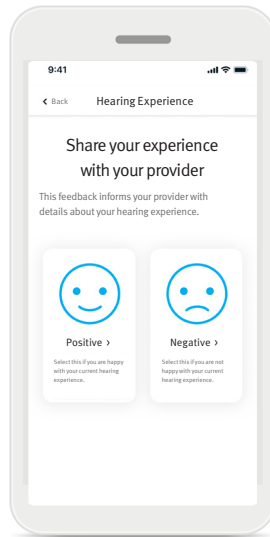 9:41
Back Hearing Experience
Share your experience
with your provider
This feedback informs your provider with
details about your hearing experience.
Positive › Negative ›
Select this if you are happy
with your current hearing
experience.
Select this if you are not
happy with your current
hearing experience.